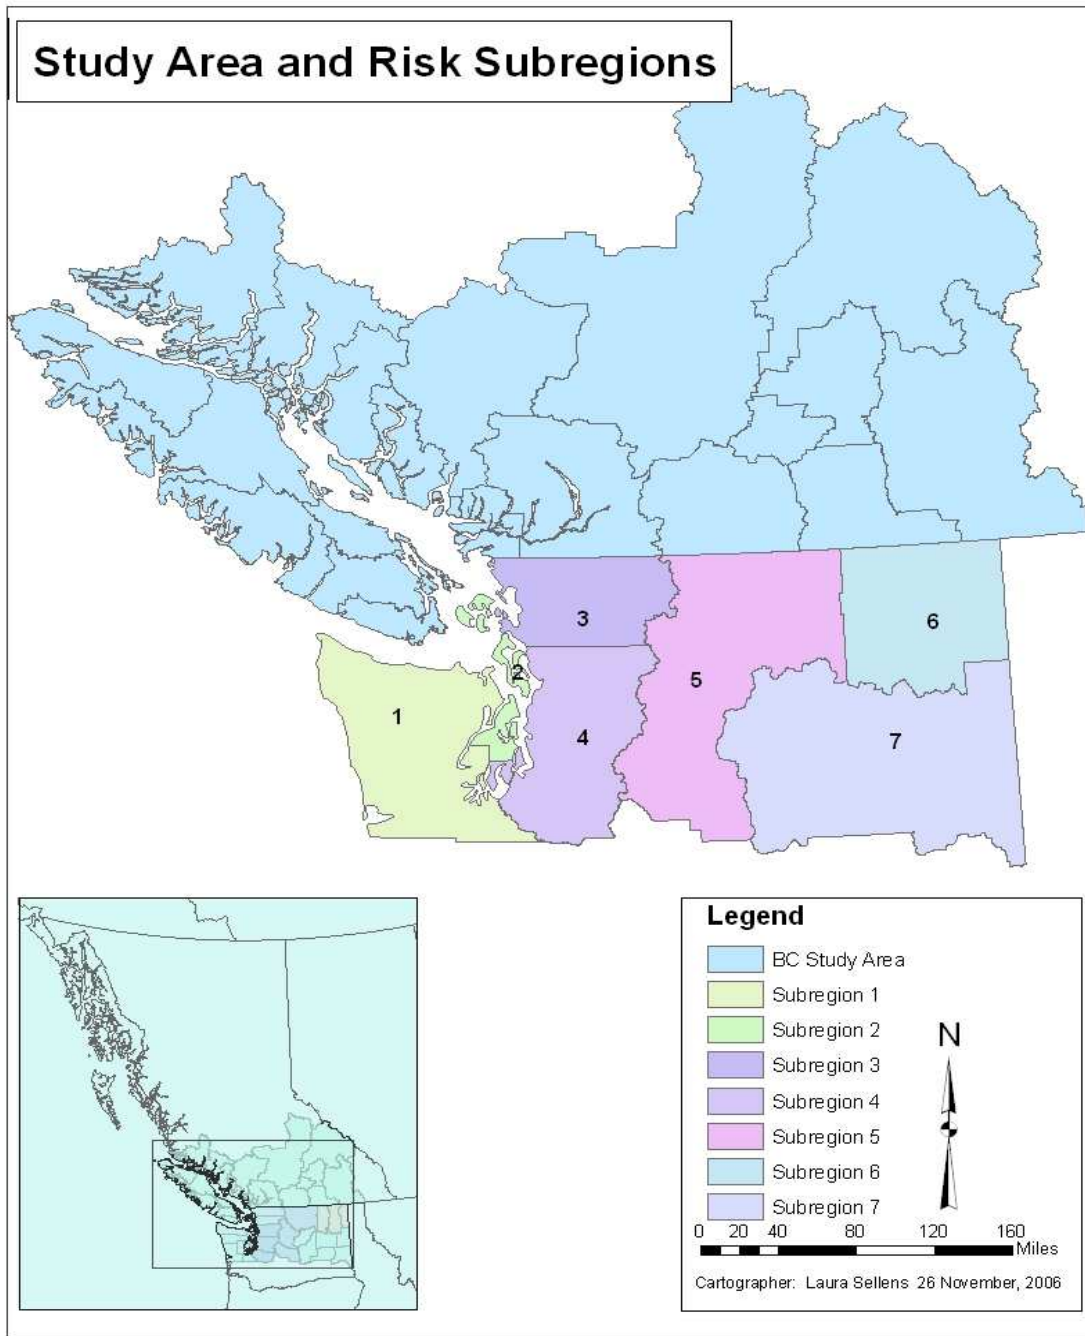 Study Area and Risk Subregions
3
6
2
5
1
4
7
Legend
BC Study Area
Subregion 1
Subregion 2
Subregion 3
Subregion 4
Subregion 5
Subregion 6
Subregion 7
N
0 20 40 80 120 160
Miles
Cartographer: Laura Sellens 26 November, 2006